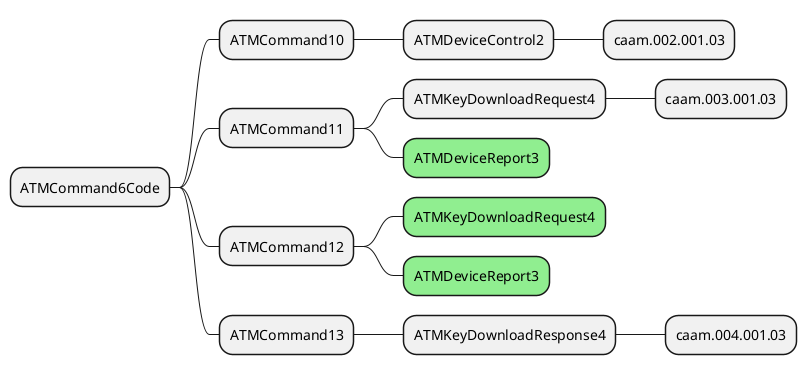 ATMCommand6Code
ATMCommand10
ATMDeviceControl2
caam.002.001.03
ATMCommand11
ATMKeyDownloadRequest4
caam.003.001.03
ATMDeviceReport3
ATMCommand12
ATMKeyDownloadRequest4
ATMDeviceReport3
ATMCommand13
ATMKeyDownloadResponse4
caam.004.001.03